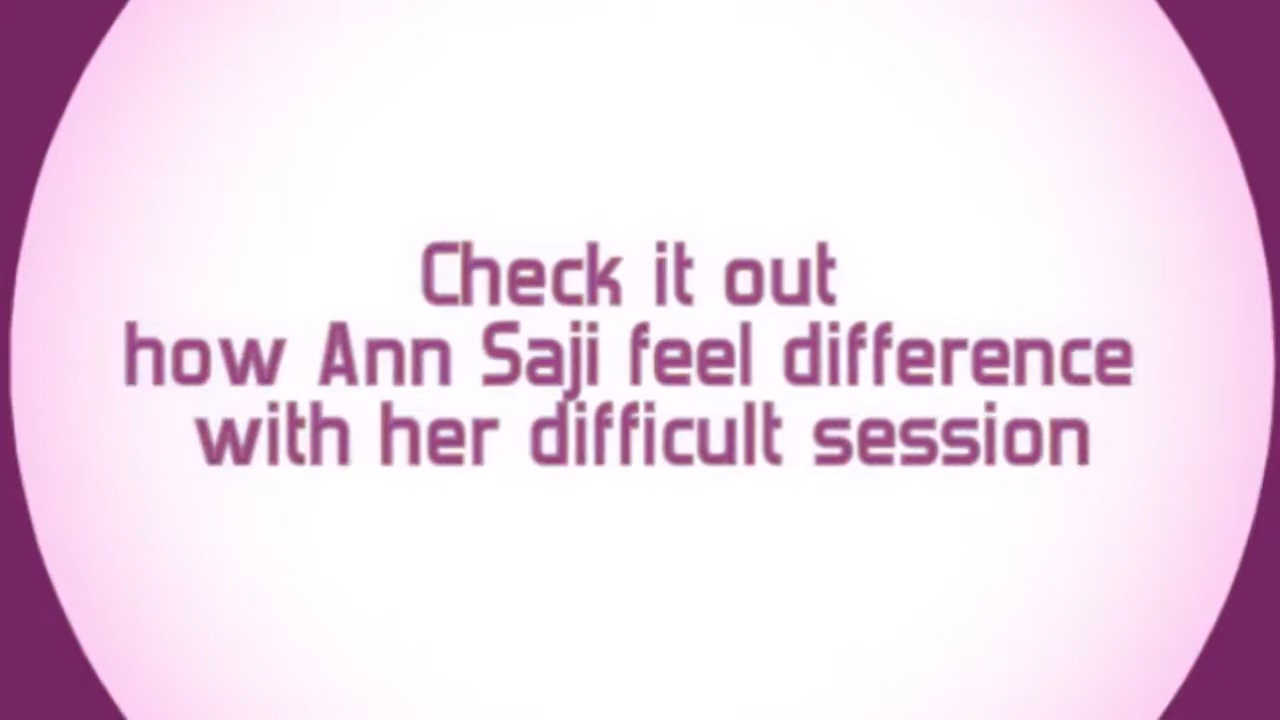 Check it out
how Ann Saji feel difference
with her difficult session